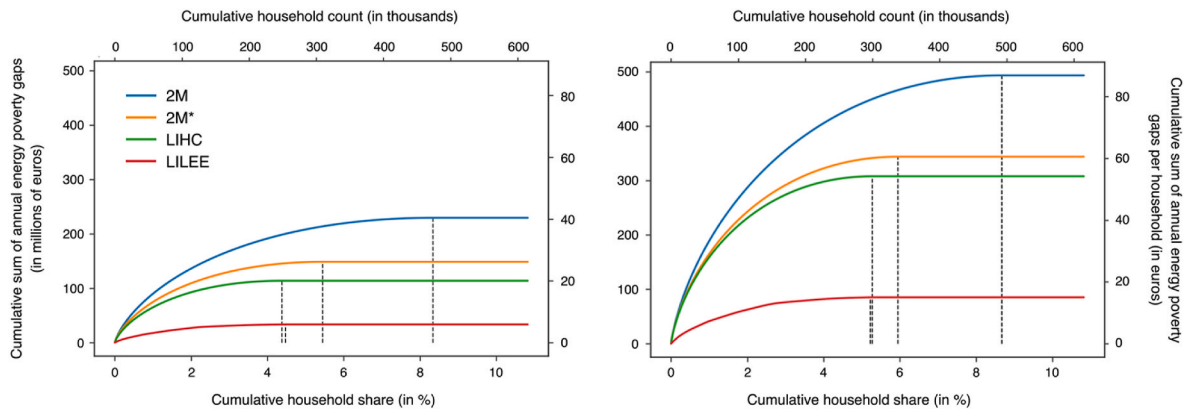 Cumulative household count (in thousands)
0 100 200 300 400 500 600
Cumulative sum of annual energy poverty gaps
(in millions of euros)
500
400
300
200
100
0
2M
2M*
LIHC
LILEE
80
60
40
20
0
0 2 4 6 8 10
Cumulative household share (in %)
Cumulative household count (in thousands)
0 100 200 300 400 500 600
500
400
300
200
100
0
80
60
40
20
0
Cumulative sum of annual energy poverty
gaps per household (in euros)
0 2 4 6 8 10
Cumulative household share (in %)